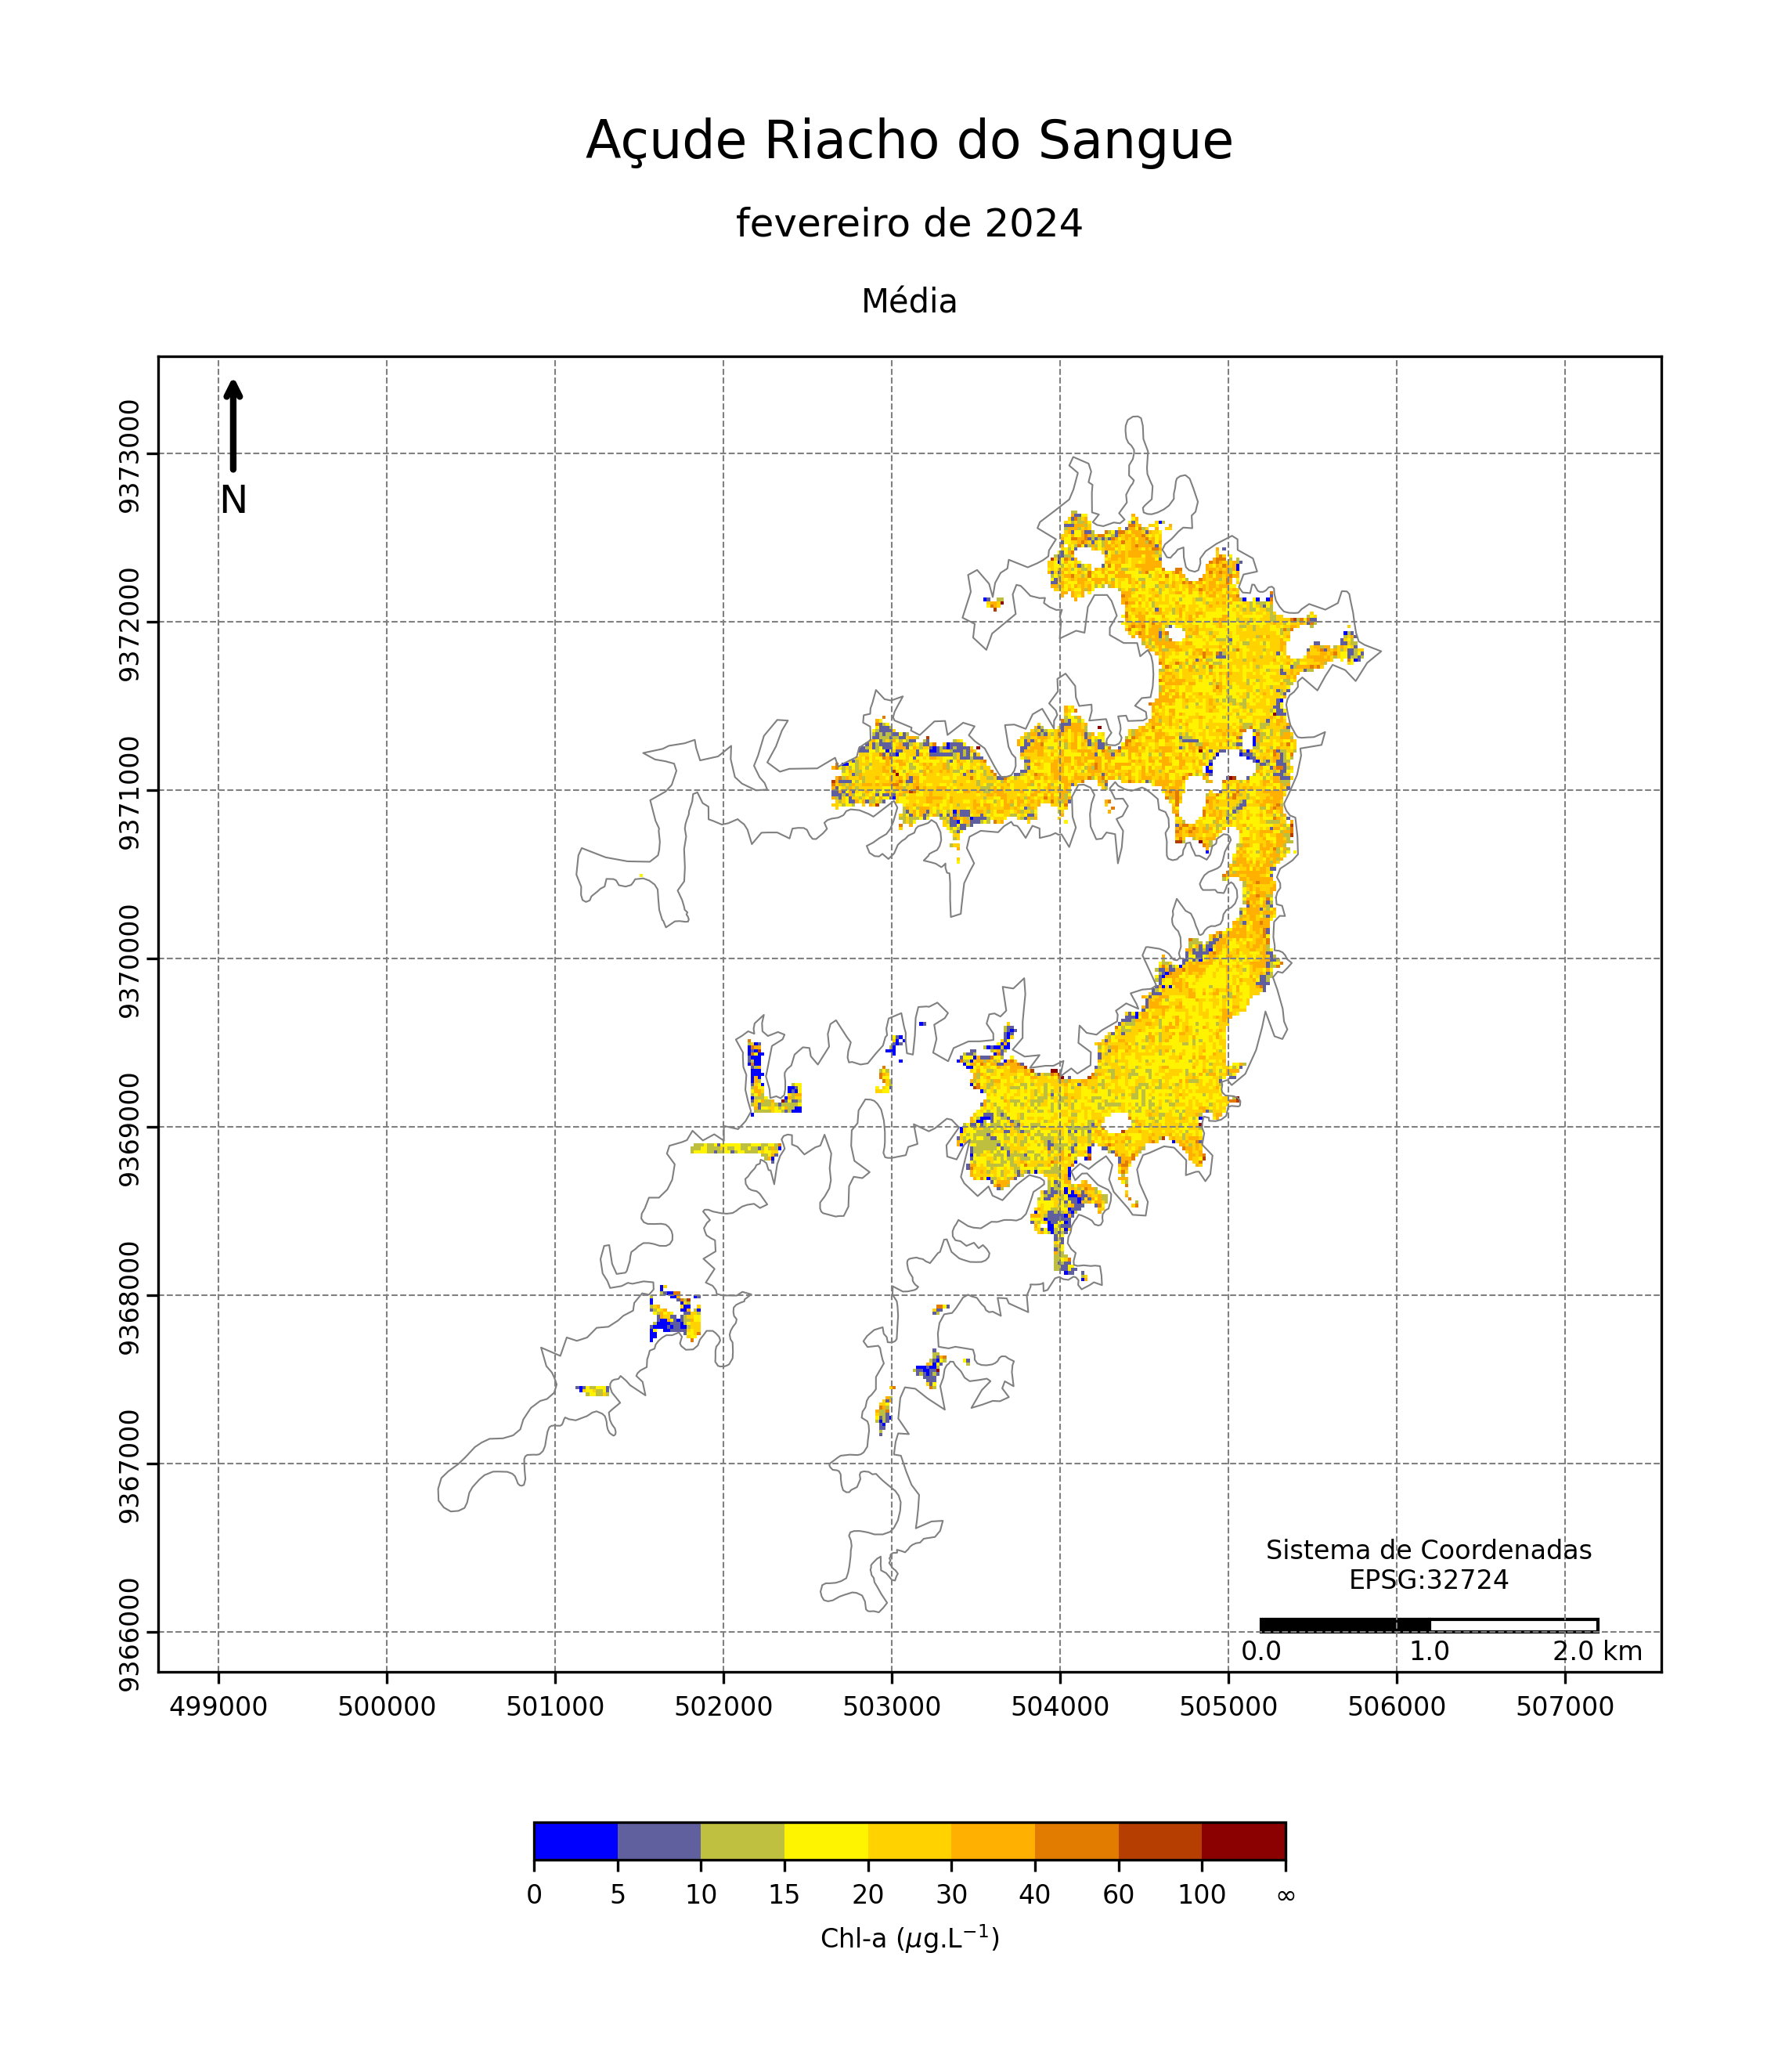 Açude Riacho do Sangue
fevereiro de 2024
Média
N
9373000
9372000
9371000
9370000
9369000
9368000
9367000
9366000
Sistema de Coordenadas
EPSG:32724
0.0 1.0 2.0 km
499000 500000 501000 502000 503000 504000 505000 506000 507000
0 5 10 15 20 30 40 60 100 ∞
Chl-a (μg.L⁻¹)